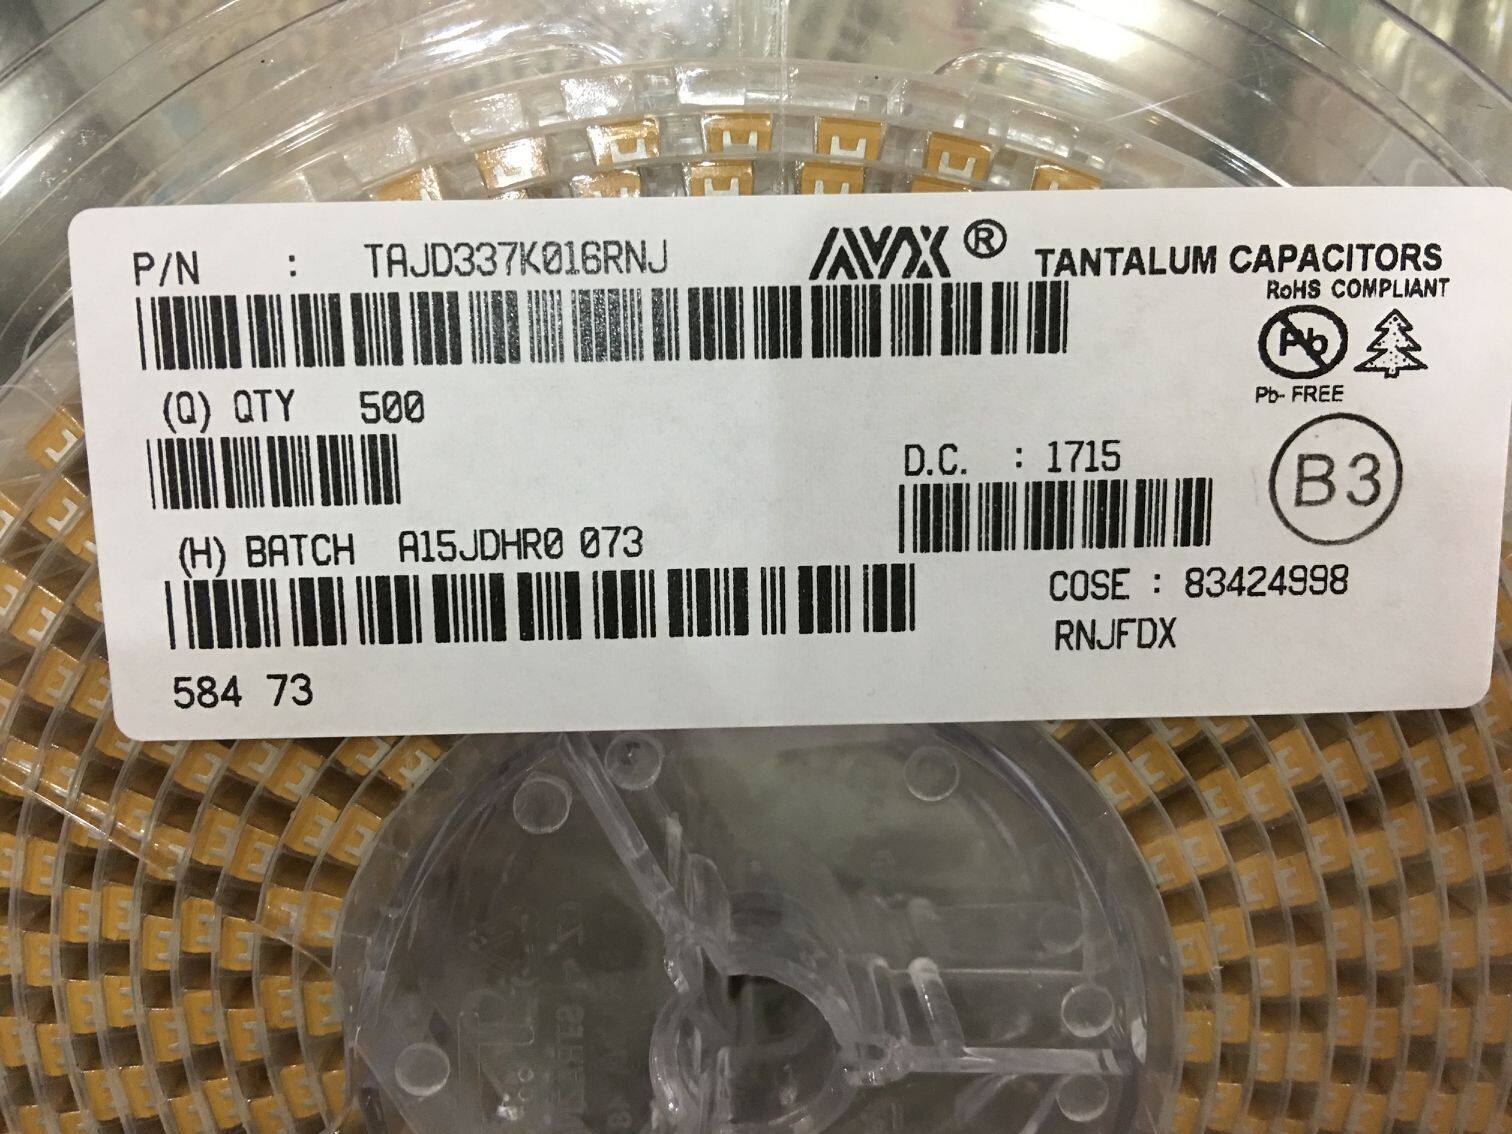 P/N : TAJD337K016RNJ
AVX ® TANTALUM CAPACITORS
RoHS COMPLIANT
Pb
Pb- FREE
(Q) QTY 500
D.C. : 1715
B3
(H) BATCH A15JDHR0 073
COSE : 83424998
RNJFDX
584 73